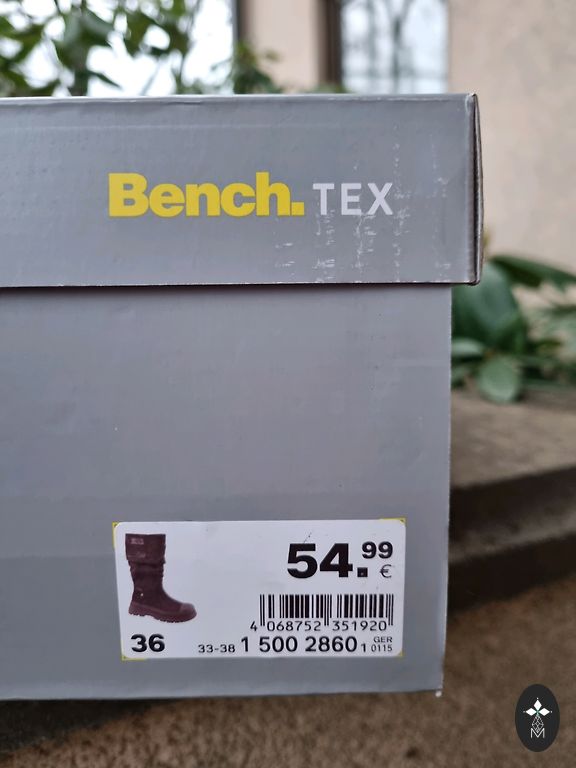 Bench. TEX
54.99 €
4 068752 351920
36 33-38 1 500 2860 1 GER 0115
M